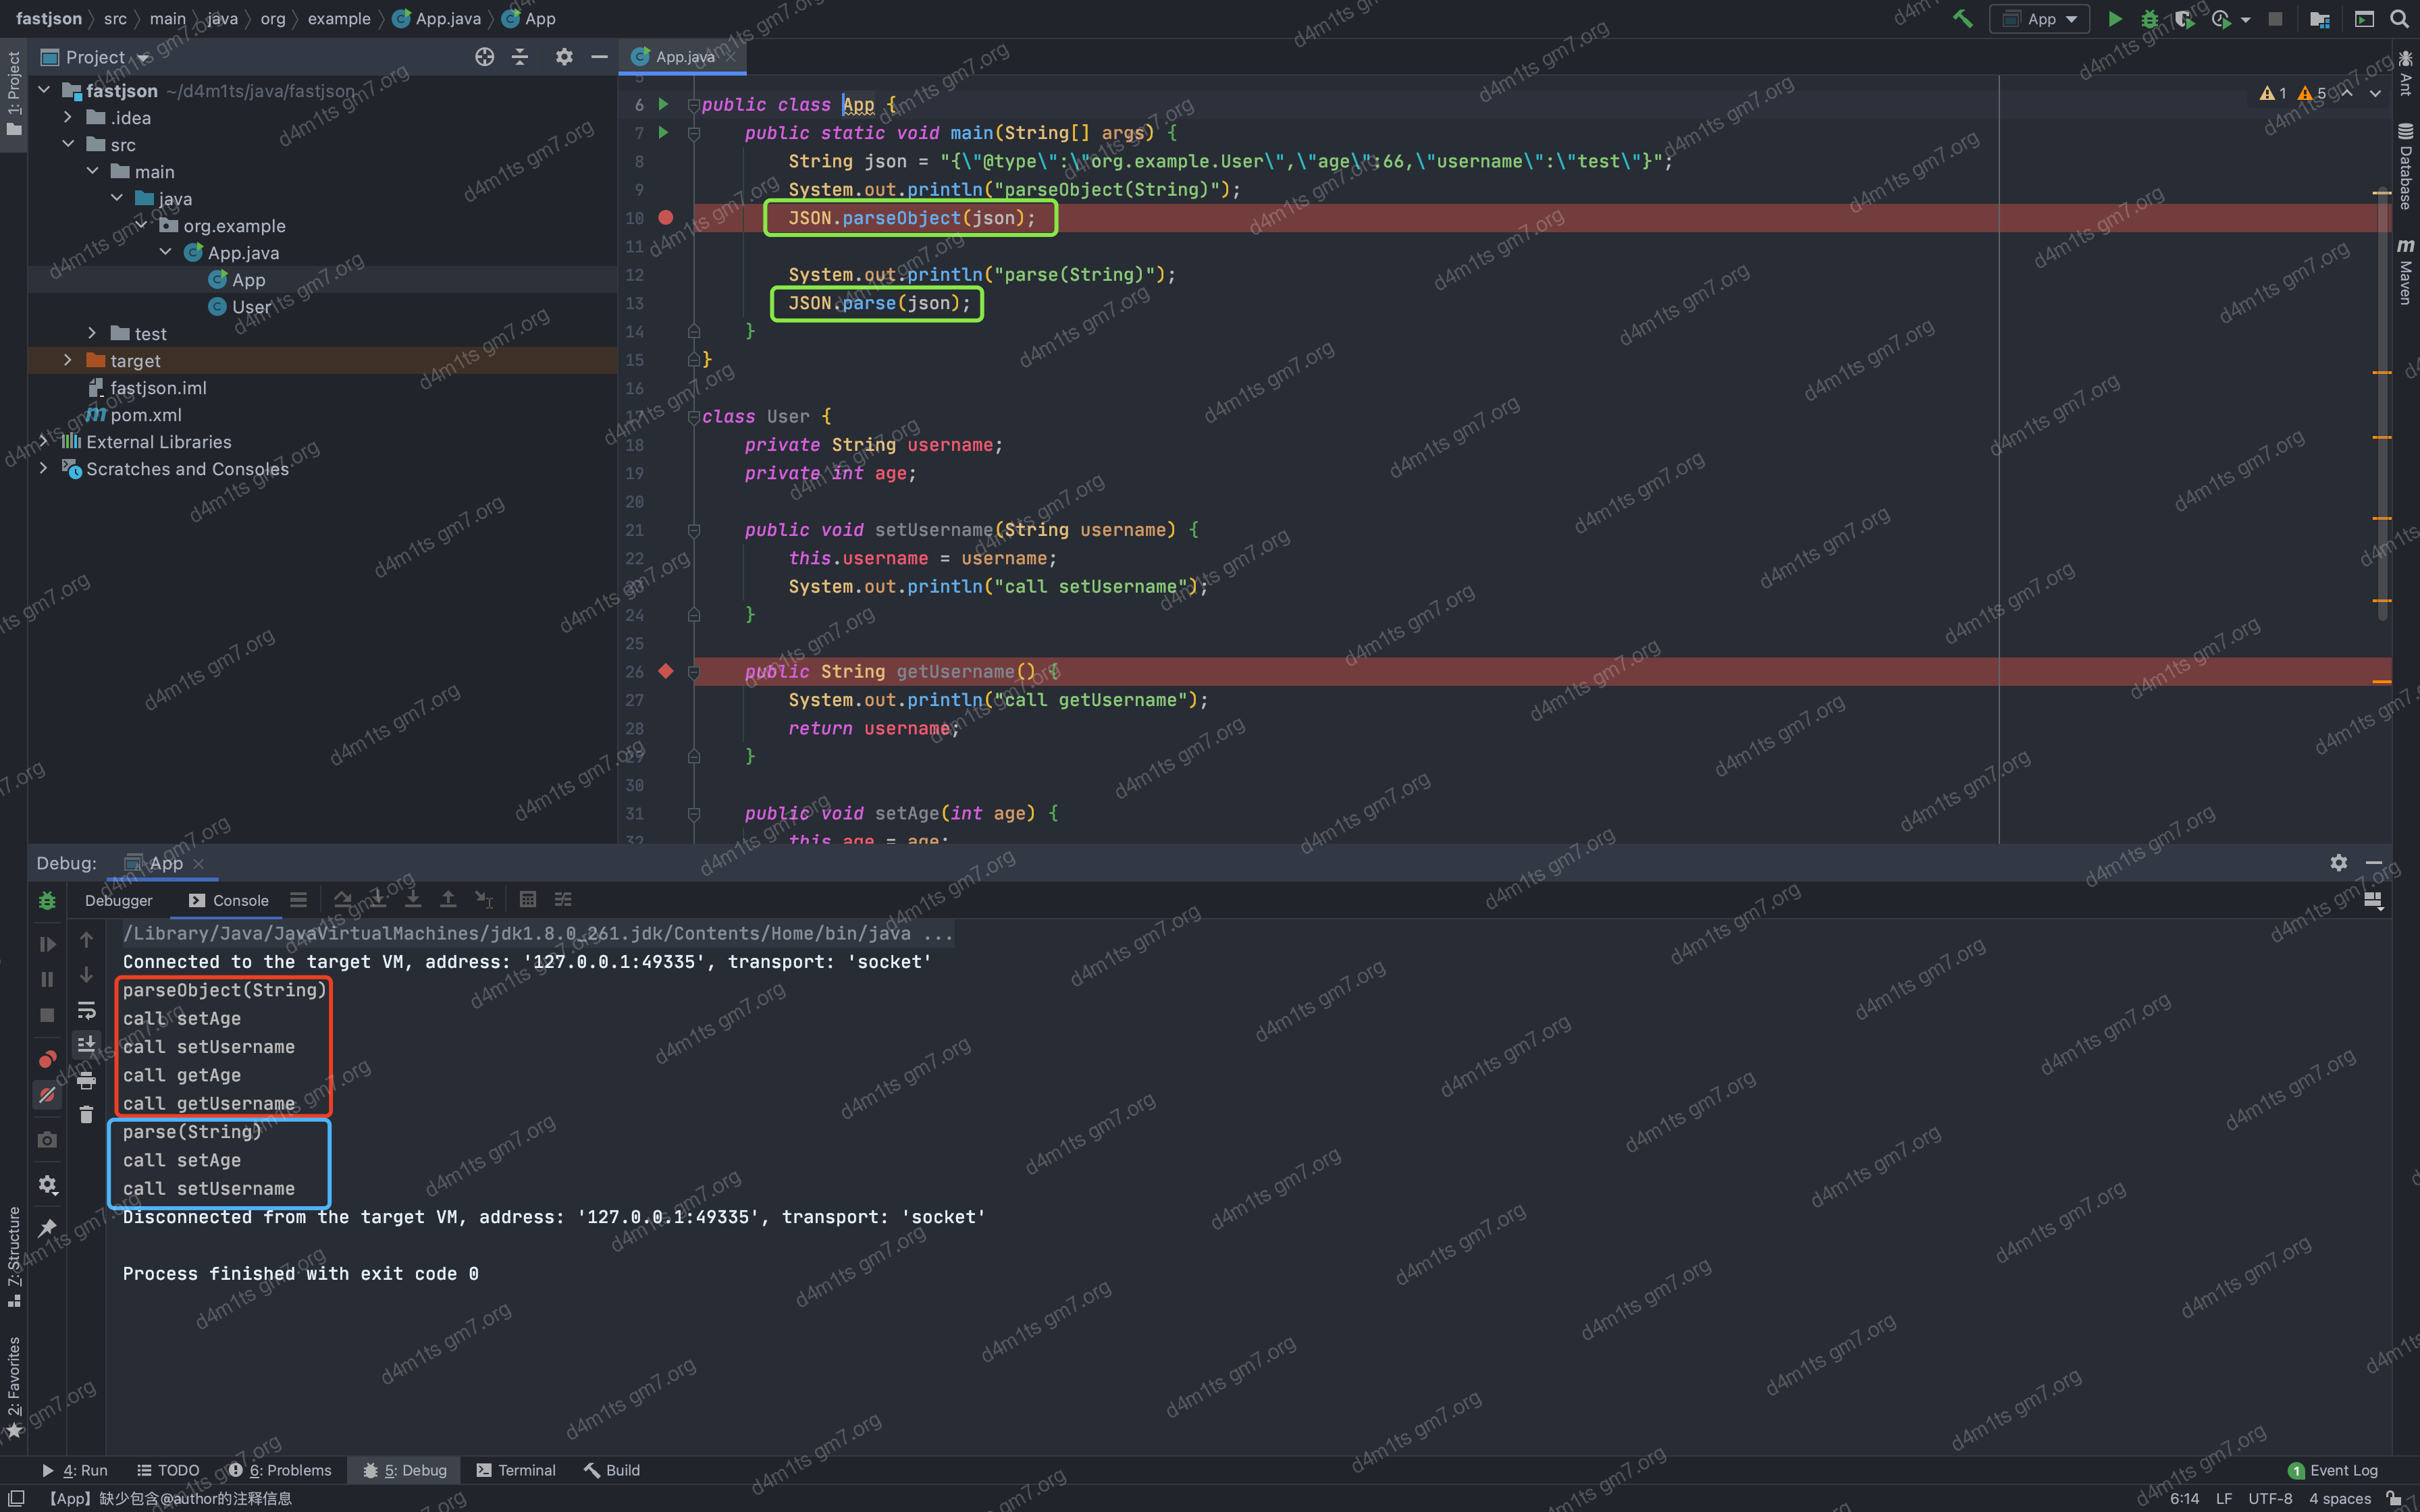 fastjson 〉 src 〉 main 〉 java 〉 org 〉 example 〉 App.java 〉 App
App
1: Project
Project
App.java
fastjson ~/d4m1ts/java/fastjson
.idea
src
main
java
org.example
App.java
App
User
test
target
fastjson.iml
pom.xml
External Libraries
Scratches and Consoles
1 5
5
6 public class App {
7 public static void main(String[] args) {
8 String json = "{\"@type\":\"org.example.User\",\"age\":66,\"username\":\"test\"}";
9 System.out.println("parseObject(String)");
10 JSON.parseObject(json);
11
12 System.out.println("parse(String)");
13 JSON.parse(json);
14 }
15 }
16
17 class User {
18 private String username;
19 private int age;
20
21 public void setUsername(String username) {
22 this.username = username;
23 System.out.println("call setUsername");
24 }
25
26 public String getUsername() {
27 System.out.println("call getUsername");
28 return username;
29 }
30
31 public void setAge(int age) {
32 this.age = age;
Ant
Database
Maven
Debug: App
Debugger Console
/Library/Java/JavaVirtualMachines/jdk1.8.0_261.jdk/Contents/Home/bin/java ...
Connected to the target VM, address: '127.0.0.1:49335', transport: 'socket'
parseObject(String)
call setAge
call setUsername
call getAge
call getUsername
parse(String)
call setAge
call setUsername
Disconnected from the target VM, address: '127.0.0.1:49335', transport: 'socket'
Process finished with exit code 0
7: Structure
2: Favorites
4: Run TODO 6: Problems 5: Debug Terminal Build
1 Event Log
【App】缺少包含@author的注释信息
6:14 LF UTF-8 4 spaces
d4m1ts gm7.org